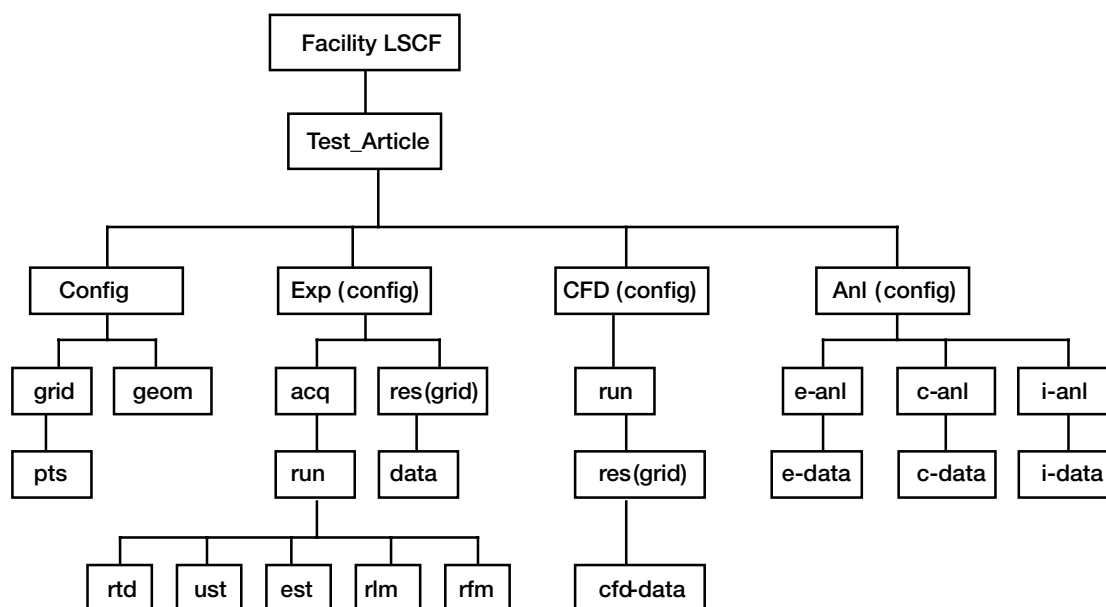 Facility LSCF
Test_Article
Config
Exp (config)
CFD (config)
Anl (config)
grid
geom
acq
res(grid)
run
e-anl
c-anl
i-anl
pts
run
data
res(grid)
e-data
c-data
i-data
rtd
ust
est
rlm
rfm
cfd-data